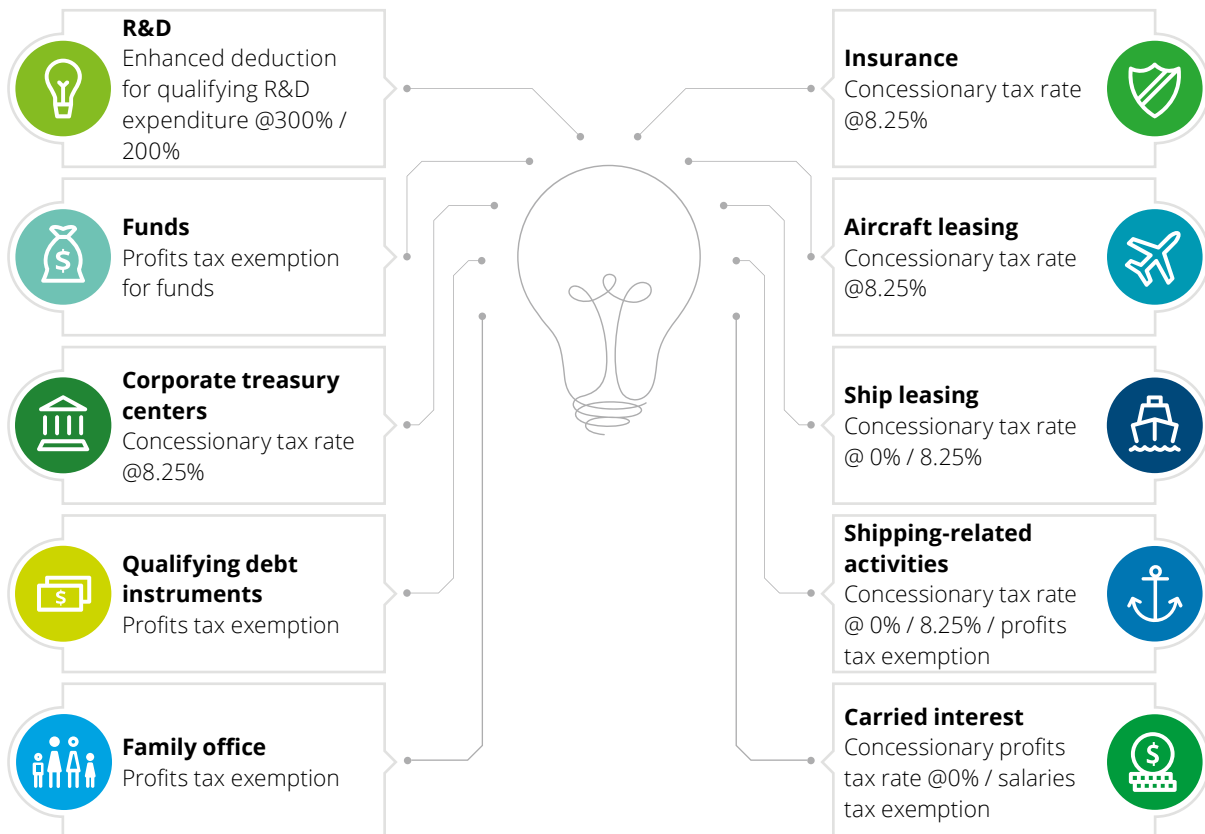 R&D
Enhanced deduction
for qualifying R&D
expenditure @300% /
200%
Funds
Profits tax exemption
for funds
$
Corporate treasury
centers
Concessionary tax rate
@8.25%
Qualifying debt
instruments
Profits tax exemption
$
Family office
Profits tax exemption
Insurance
Concessionary tax rate
@8.25%
Aircraft leasing
Concessionary tax rate
@8.25%
Ship leasing
Concessionary tax rate
@ 0% / 8.25%
Shipping-related
activities
Concessionary tax rate
@ 0% / 8.25% / profits
tax exemption
Carried interest
Concessionary profits
tax rate @0% / salaries
tax exemption
$